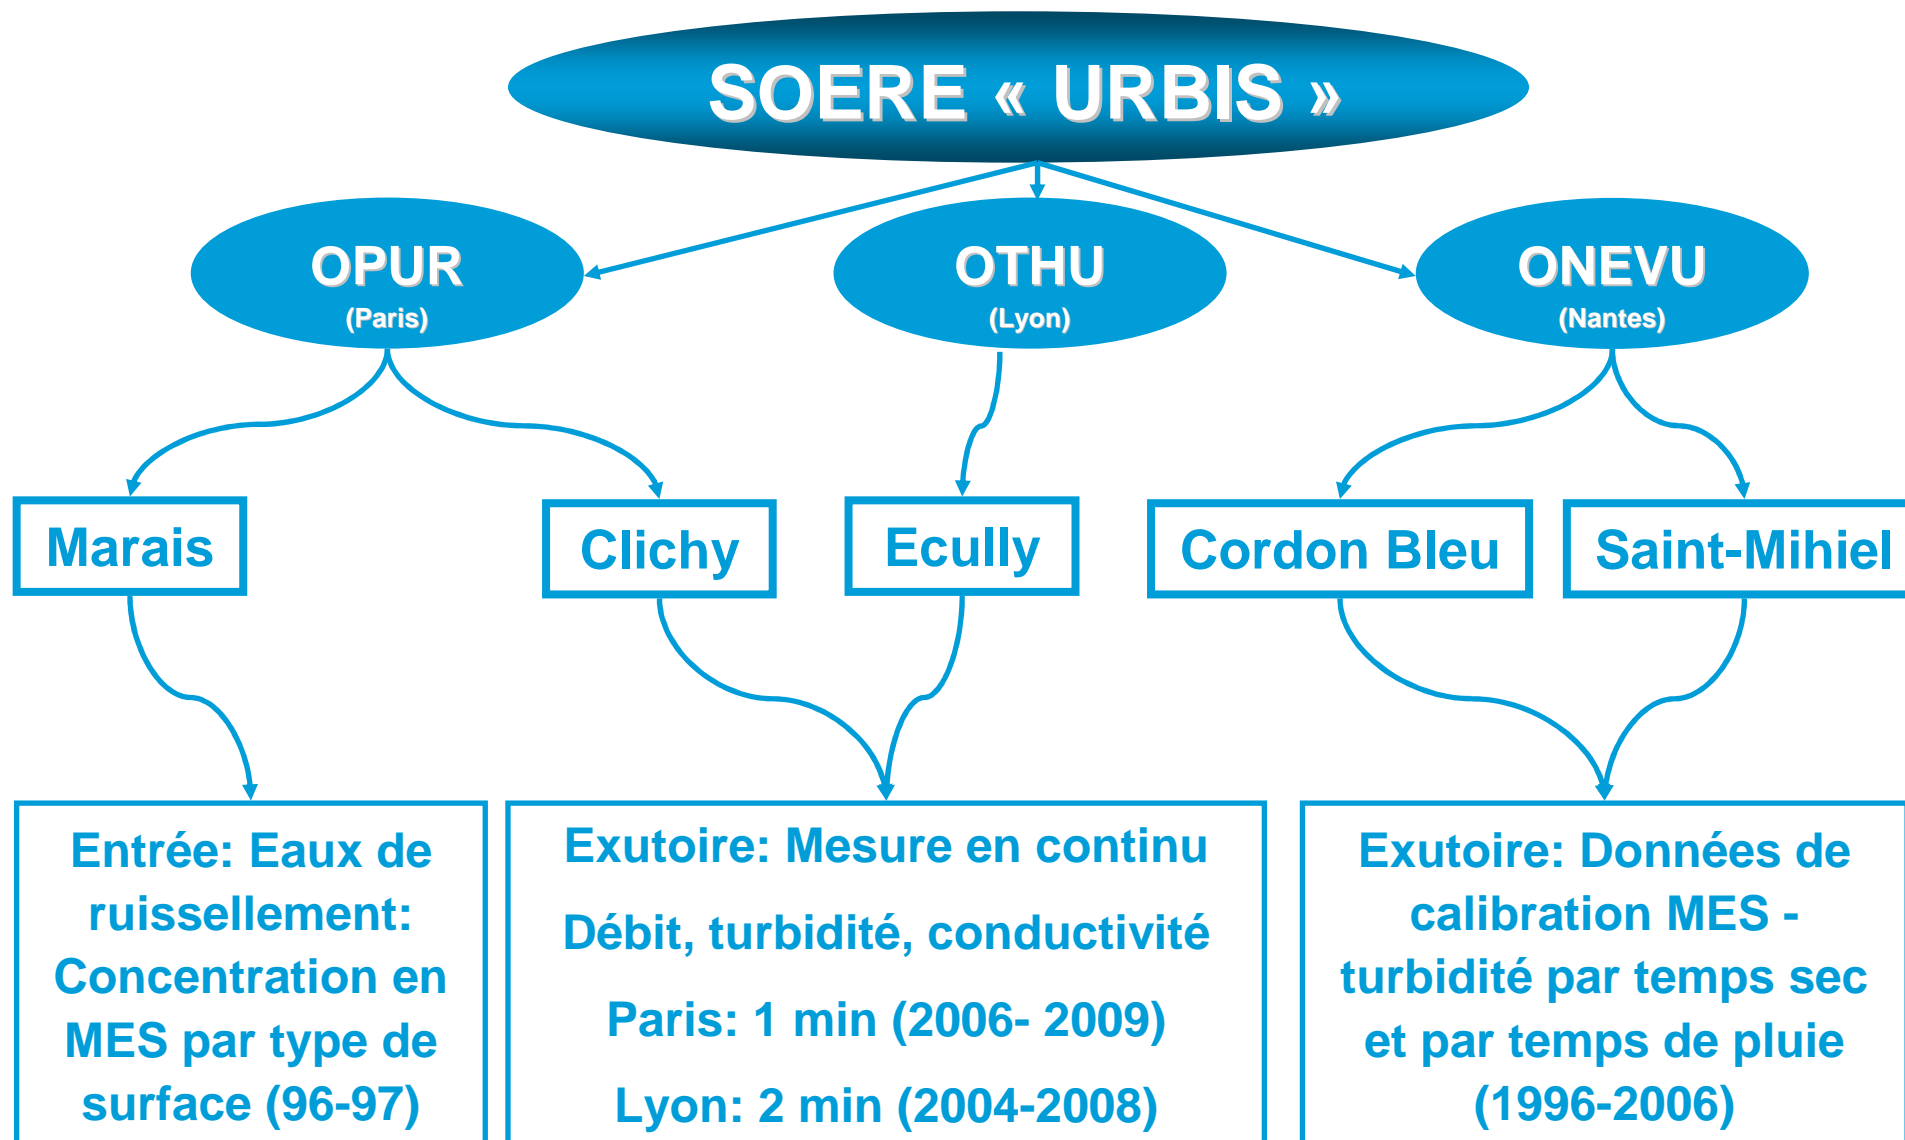 SOERE « URBIS »
OPUR
(Paris)
OTHU
(Lyon)
ONEVU
(Nantes)
Marais
Clichy
Ecully
Cordon Bleu
Saint-Mihiel
Entrée: Eaux de
ruissellement:
Concentration en
MES par type de
surface (96-97)
Exutoire: Mesure en continu
Débit, turbidité, conductivité
Paris: 1 min (2006- 2009)
Lyon: 2 min (2004-2008)
Exutoire: Données de
calibration MES -
turbidité par temps sec
et par temps de pluie
(1996-2006)